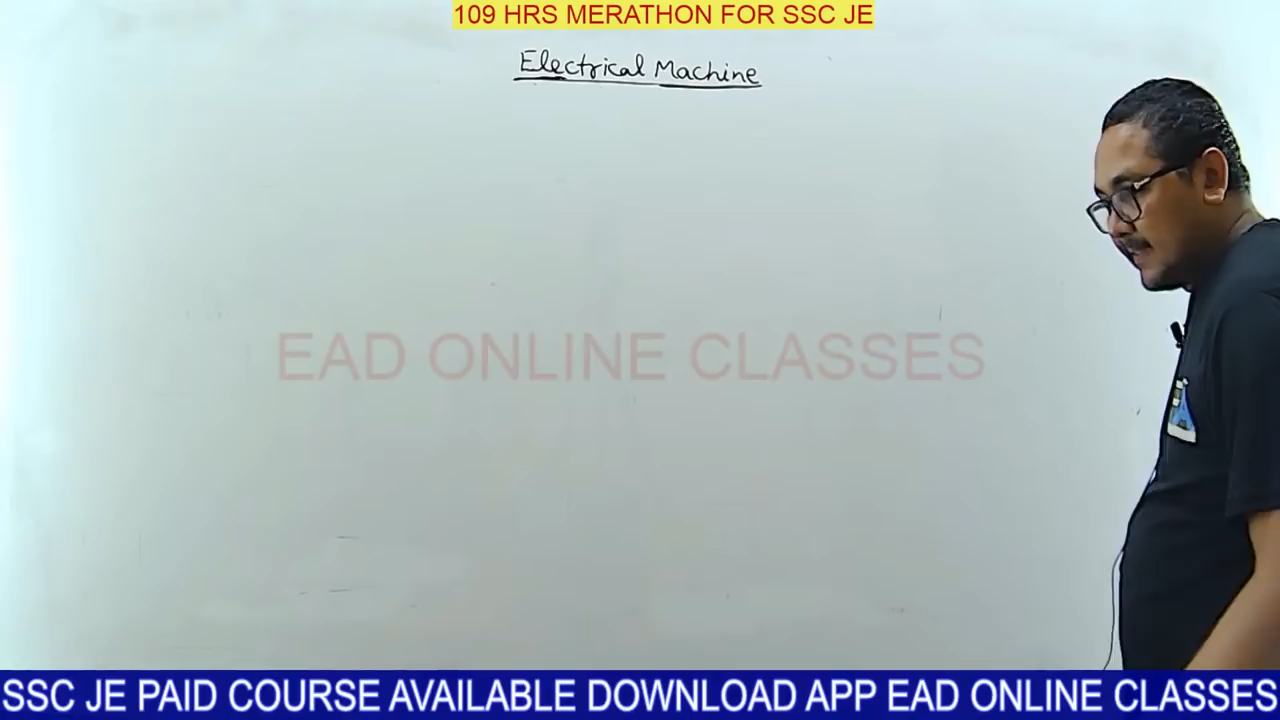 109 HRS MERATHON FOR SSC JE
Electrical Machine
EAD ONLINE CLASSES
SSC JE PAID COURSE AVAILABLE DOWNLOAD APP EAD ONLINE CLASSES